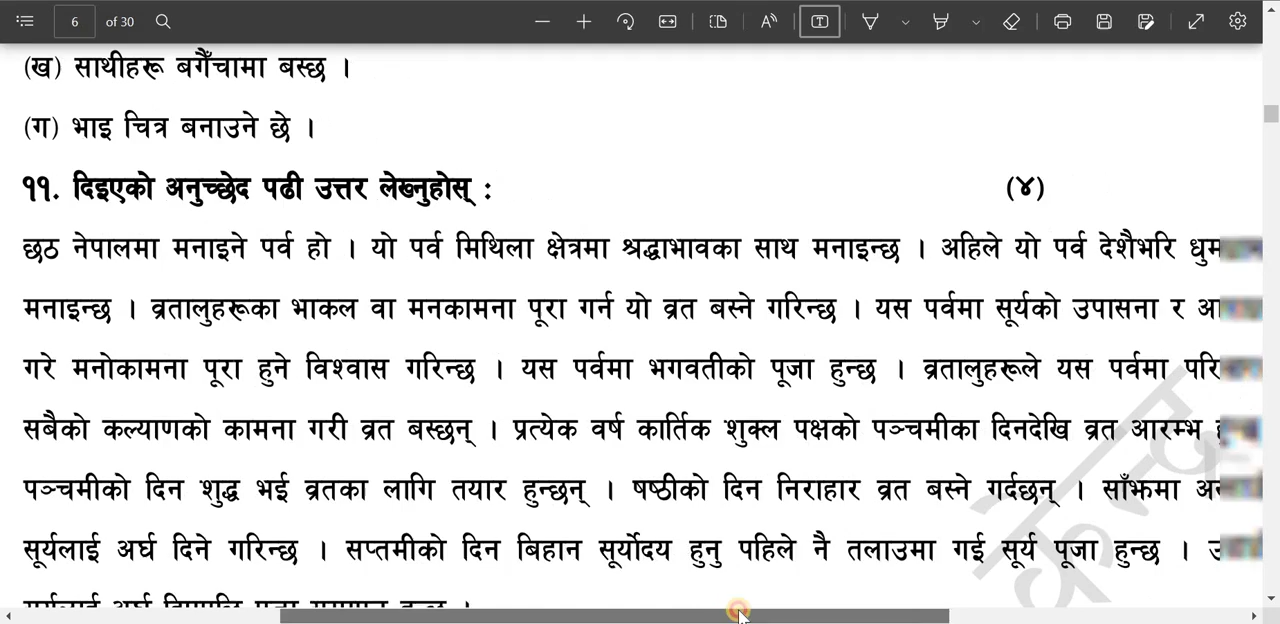 6 of 30
(ख) साथीहरू बगैँचामा बस्छ ।
(ग) भाइ चित्र बनाउने छे ।
११. दिइएको अनुच्छेद पढी उत्तर लेख्नुहोस् : (४)
छठ नेपालमा मनाइने पर्व हो । यो पर्व मिथिला क्षेत्रमा श्रद्धाभावका साथ मनाइन्छ । अहिले यो पर्व देशैभरि
मनाइन्छ । व्रतालुहरूका भाकल वा मनकामना पूरा गर्न यो व्रत बस्ने गरिन्छ । यस पर्वमा सूर्यको उपासना र
गरे मनोकामना पूरा हुने विश्वास गरिन्छ । यस पर्वमा भगवतीको पूजा हुन्छ । व्रतालुहरूले यस पर्वमा
सबैको कल्याणको कामना गरी व्रत बस्छन् । प्रत्येक वर्ष कार्तिक शुक्ल पक्षको पञ्चमीका दिनदेखि व्रत आरम्भ
पञ्चमीको दिन शुद्ध भई व्रतका लागि तयार हुन्छन् । षष्ठीको दिन निराहार व्रत बस्ने गर्दछन् । साँझमा
सूर्यलाई अर्घ दिने गरिन्छ । सप्तमीको दिन बिहान सूर्योदय हुनु पहिले नै तलाउमा गई सूर्य पूजा हुन्छ ।